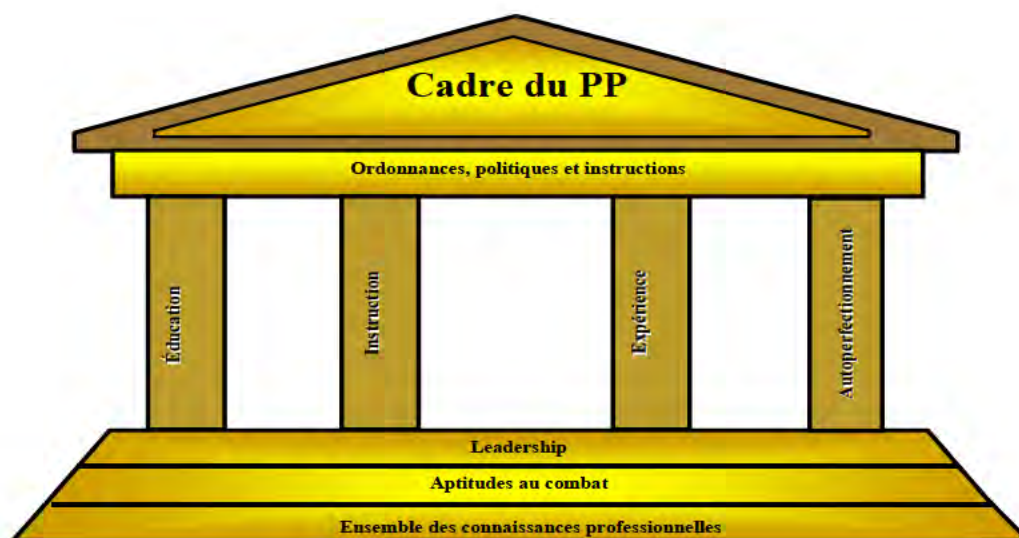 Cadre du PP
Ordonnances, politiques et instructions
Éducation
Instruction
Expérience
Autoperfectionnement
Leadership
Aptitudes au combat
Ensemble des connaissances professionnelles